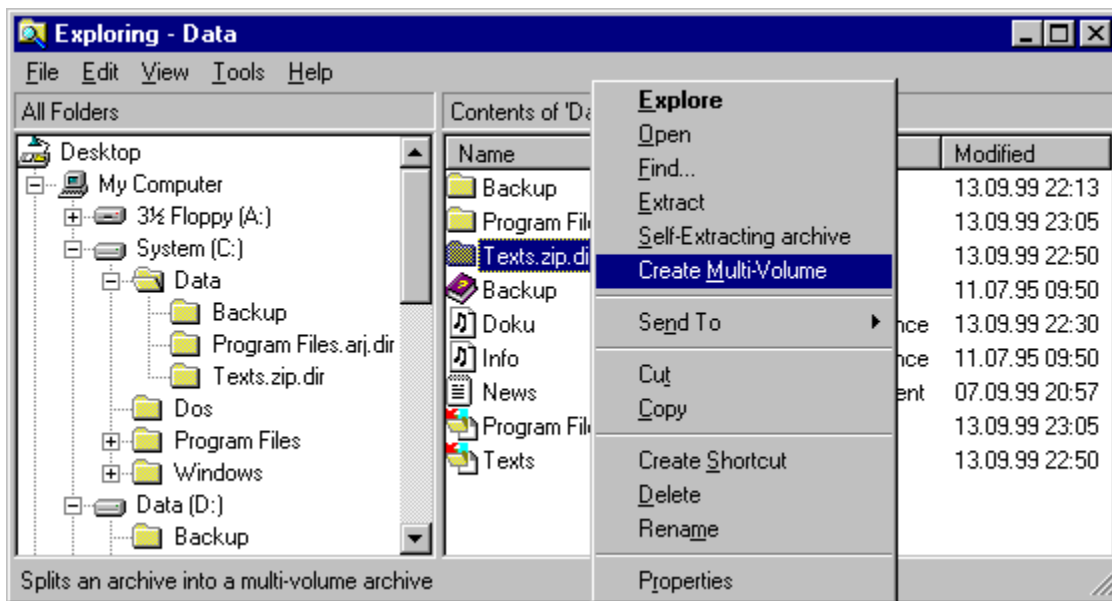 Exploring - Data
File Edit View Tools Help
All Folders
Contents of 'Da
Desktop
My Computer
3½ Floppy (A:)
System (C:)
Data
Backup
Program Files.arj.dir
Texts.zip.dir
Dos
Program Files
Windows
Data (D:)
Backup
Name Modified
Backup 13.09.99 22:13
Program File 13.09.99 23:05
Texts.zip.di 13.09.99 22:50
Backup 11.07.95 09:50
Doku nce 13.09.99 22:30
Info nce 11.07.95 09:50
News ent 07.09.99 20:57
Program File 13.09.99 23:05
Texts 13.09.99 22:50
Explore
Open
Find...
Extract
Self-Extracting archive
Create Multi-Volume
Send To
Cut
Copy
Create Shortcut
Delete
Rename
Properties
Splits an archive into a multi-volume archive